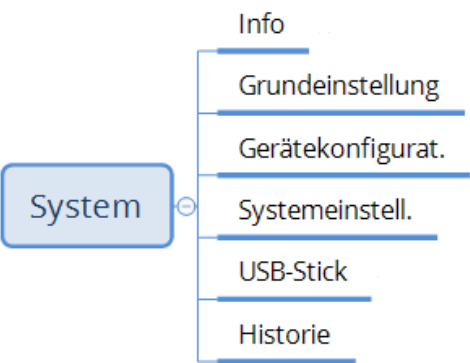 Info
Grundeinstellung
Gerätekonfigurat.
System
Systemeinstell.
USB-Stick
Historie